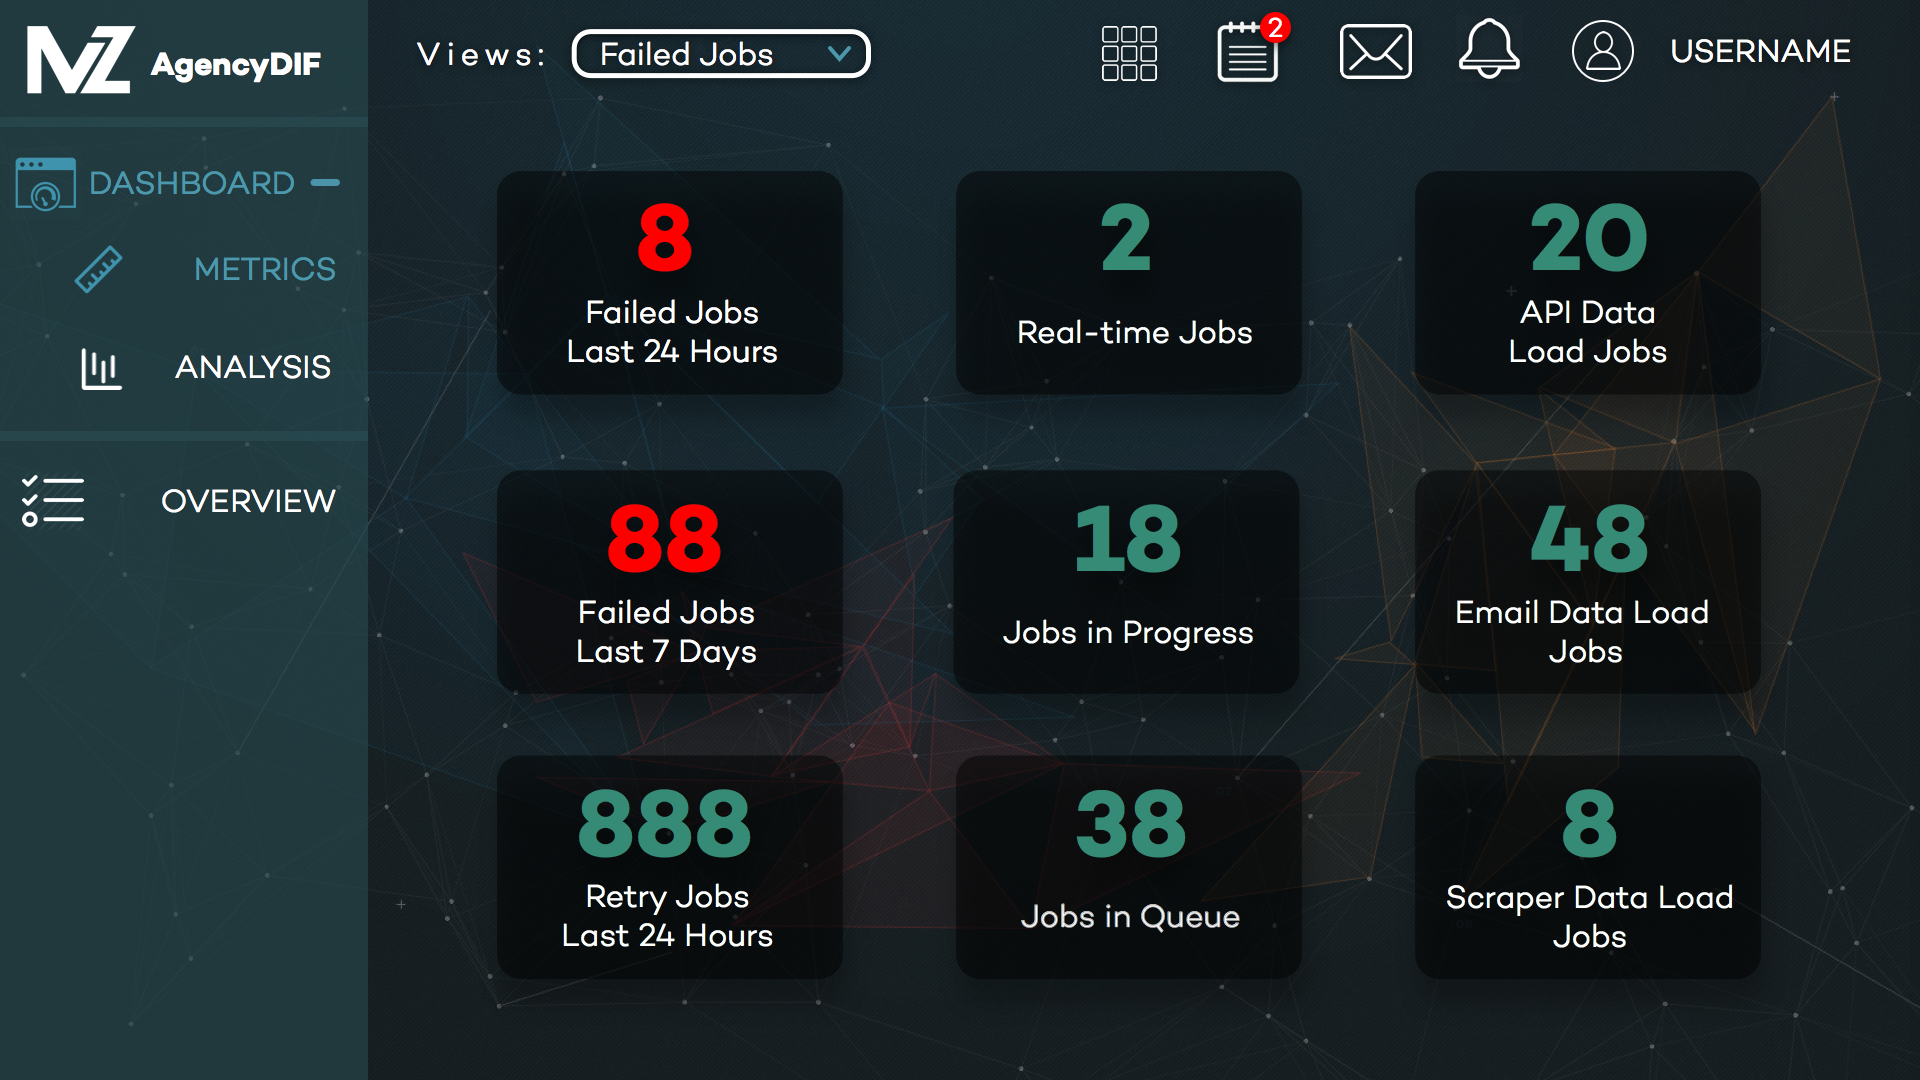 MZ AgencyDIF
Views: Failed Jobs
2
USERNAME
DASHBOARD
METRICS
ANALYSIS
OVERVIEW
8
Failed Jobs
Last 24 Hours
2
Real-time Jobs
20
API Data
Load Jobs
88
Failed Jobs
Last 7 Days
18
Jobs in Progress
48
Email Data Load
Jobs
888
Retry Jobs
Last 24 Hours
38
Jobs in Queue
8
Scraper Data Load
Jobs